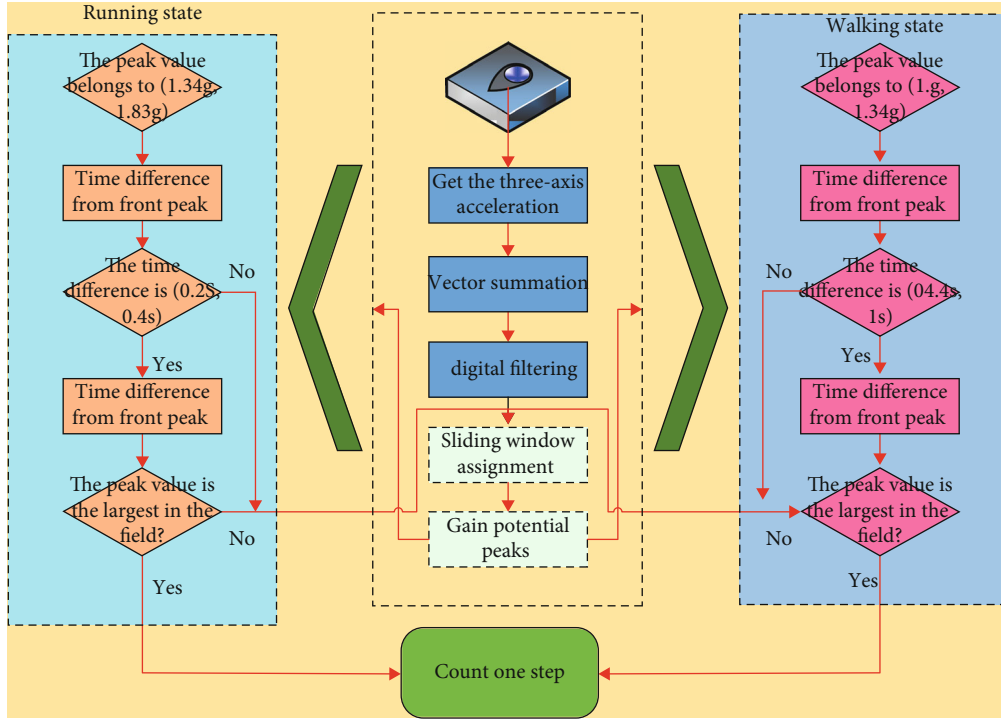 Running state
The peak value
belongs to (1.34g,
1.83g)
Time difference
from front peak
The time
difference is (0.2S,
0.4s)
No
Yes
Time difference
from front peak
The peak value is
the largest in the
field?
No
Yes
Get the three-axis
acceleration
Vector summation
digital filtering
Sliding window
assignment
Gain potential
peaks
Walking state
The peak value
belongs to (1.g,
1.34g)
Time difference
from front peak
The time
difference is (04.4s,
1s)
No
Yes
Time difference
from front peak
The peak value is
the largest in the
field?
No
Yes
Count one step